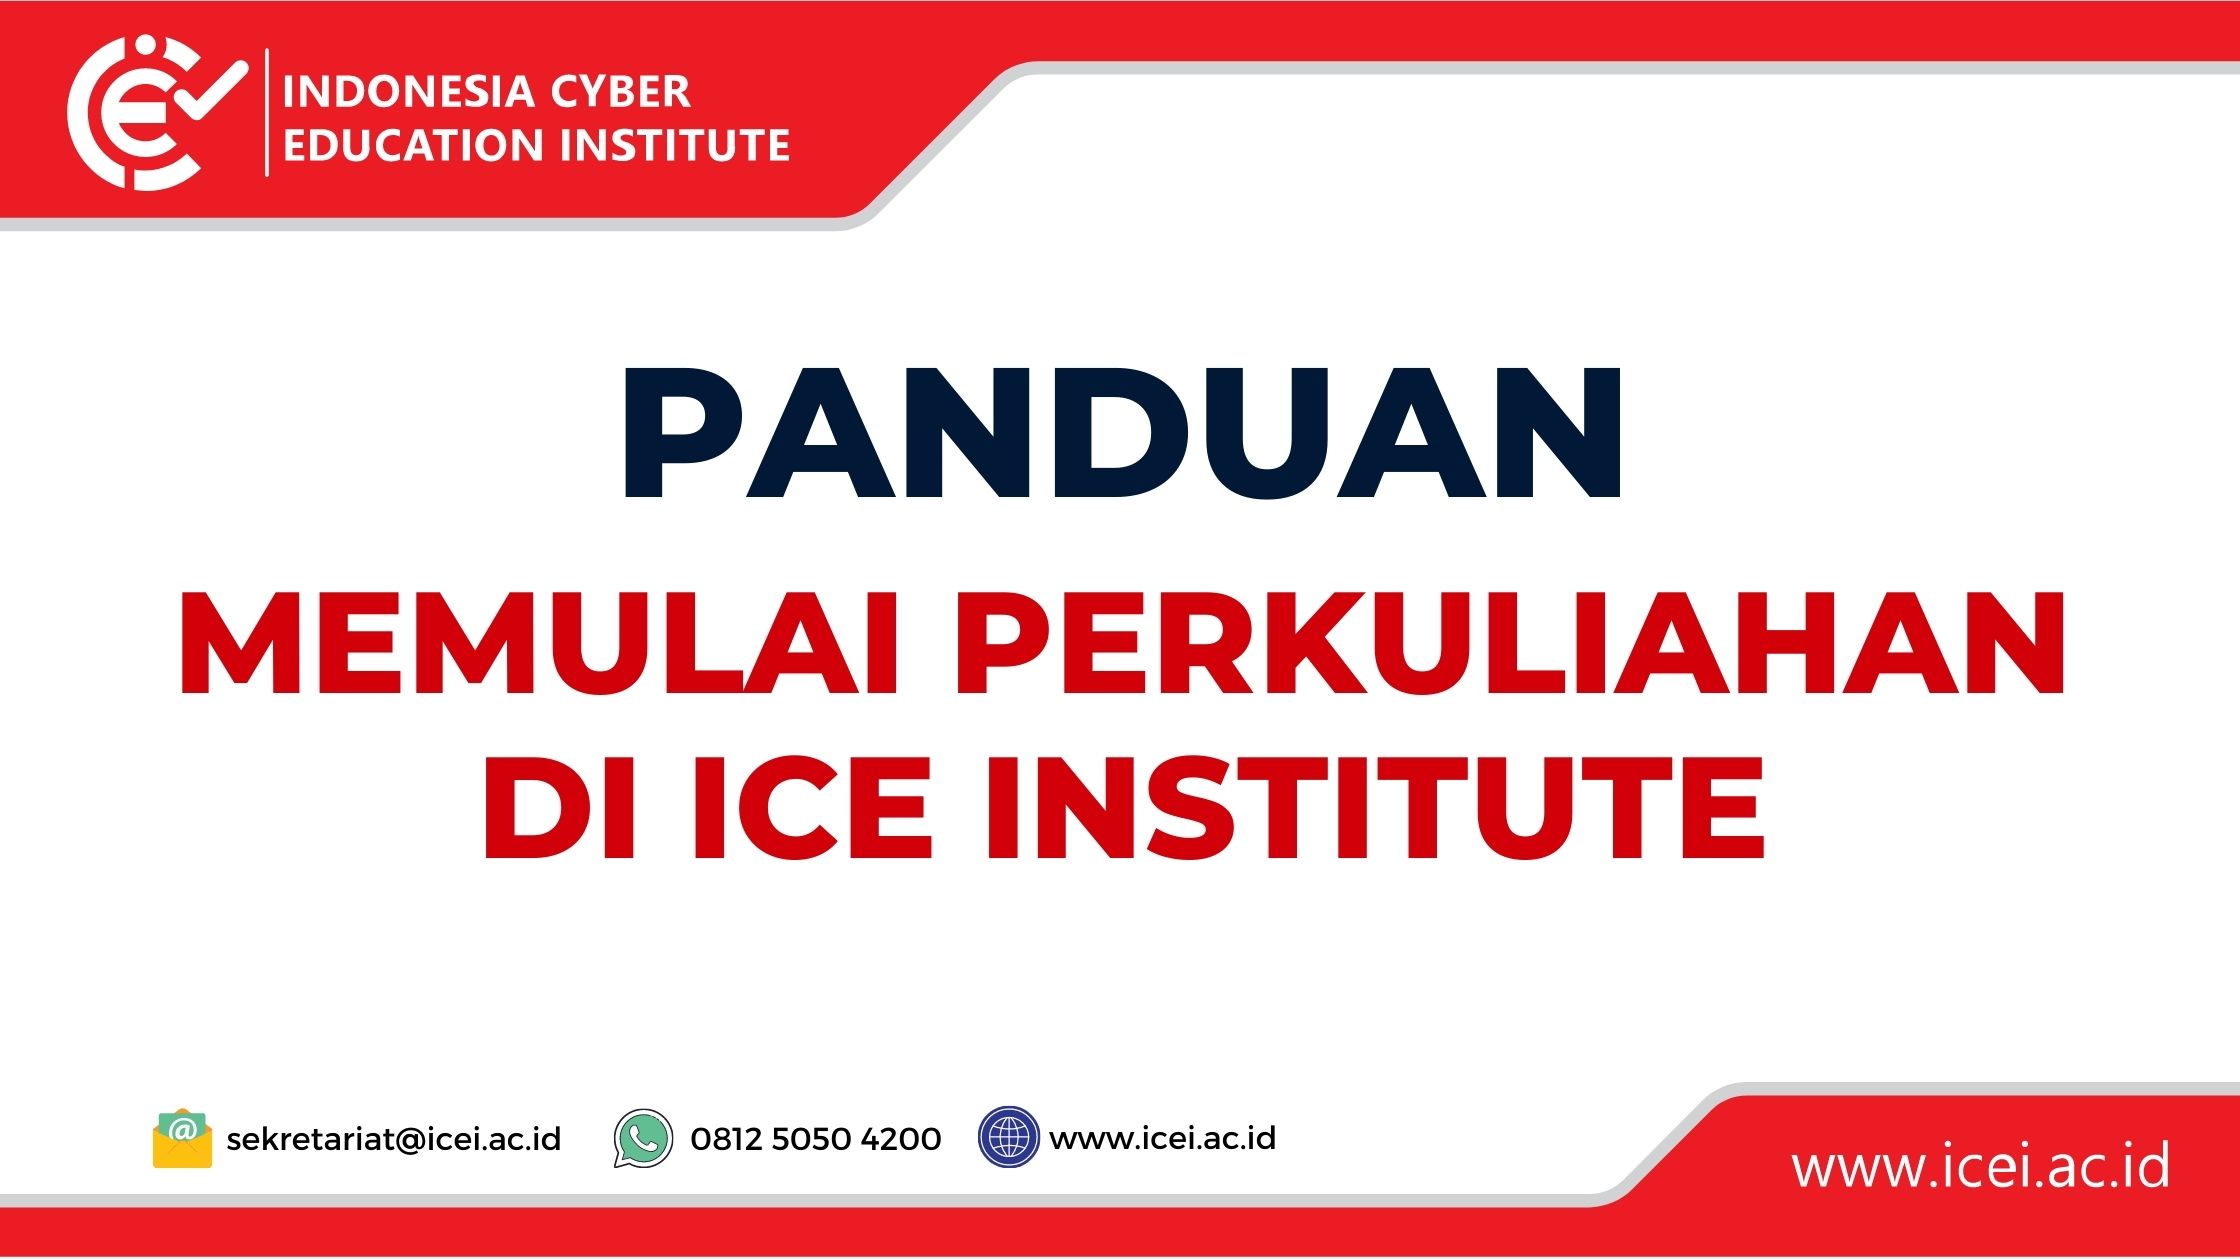 INDONESIA CYBER
EDUCATION INSTITUTE
PANDUAN
MEMULAI PERKULIAHAN
DI ICE INSTITUTE
sekretariat@icei.ac.id
0812 5050 4200
www.icei.ac.id
www.icei.ac.id